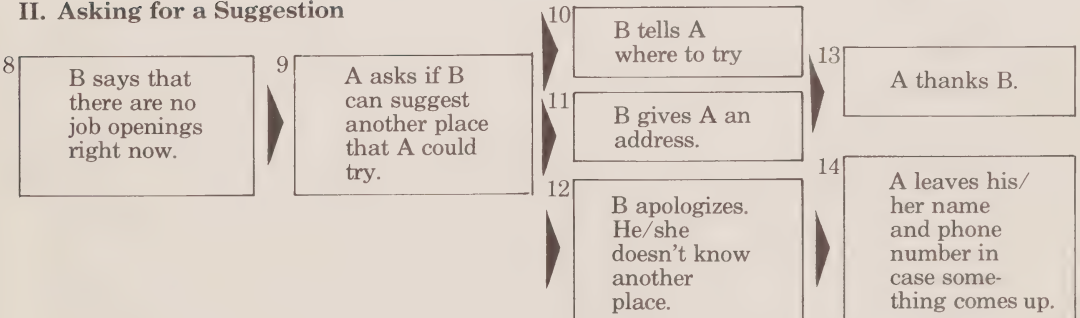 II. Asking for a Suggestion
8
B says that
there are no
job openings
right now.
9
A asks if B
can suggest
another place
that A could
try.
10
B tells A
where to try
11
B gives A an
address.
12
B apologizes.
He/she
doesn't know
another
place.
13
A thanks B.
14
A leaves his/
her name
and phone
number in
case some-
thing comes up.